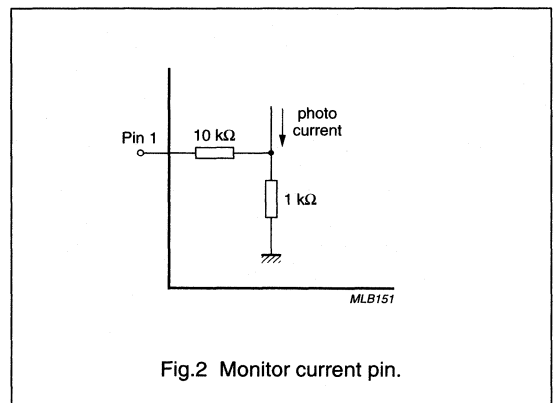 photo
current
Pin 1
10 kΩ
1 kΩ
MLB151
Fig.2 Monitor current pin.